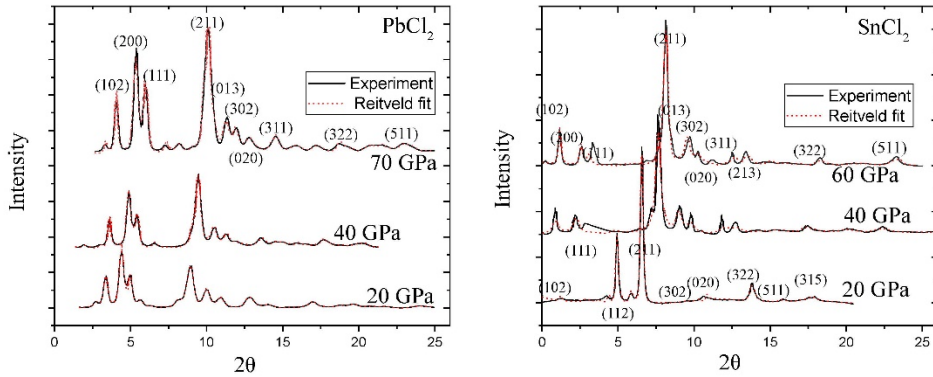 PbCl2
(211)
(200)
(111)
(102)
Experiment
Reitveld fit
(013)
(302)
(311)
(322)
(511)
(020)
70 GPa
40 GPa
20 GPa
Intensity
0 5 10 15 20 25
2θ
SnCl2
(211)
Experiment
Reitveld fit
(102)
(013)
(200)
(302)
(311)
(322)
(511)
(020)
(213)
60 GPa
40 GPa
(111)
(211)
(102)
(302)
(020)
(322)
(511)
(315)
20 GPa
(112)
Intensity
0 5 10 15 20 25
2θ